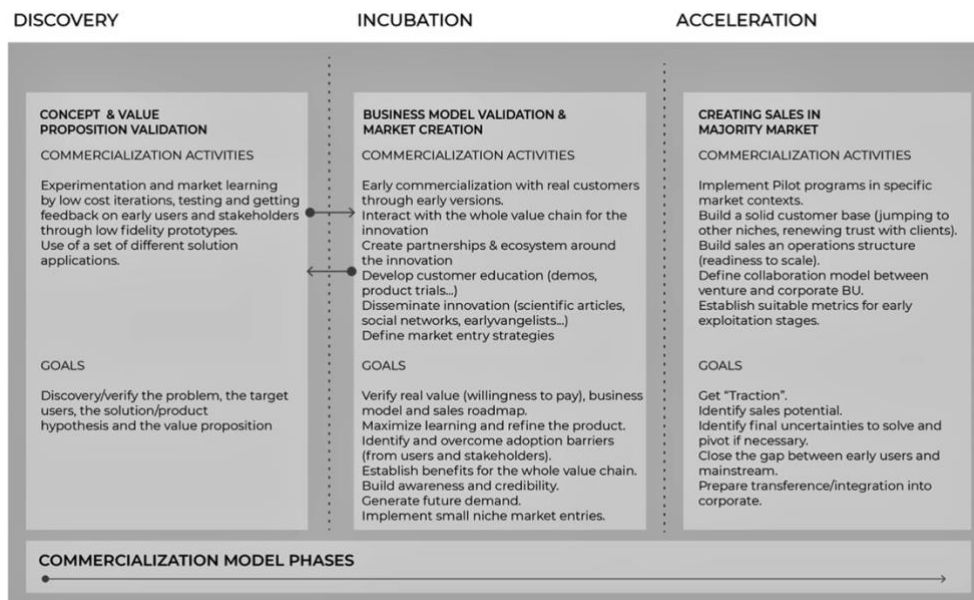 DISCOVERY
INCUBATION
ACCELERATION
CONCEPT & VALUE
PROPOSITION VALIDATION
COMMERCIALIZATION ACTIVITIES
Experimentation and market learning
by low cost iterations, testing and getting
feedback on early users and stakeholders
through low fidelity prototypes.
Use of a set of different solution
applications.
GOALS
Discovery/verify the problem, the target
users, the solution/product
hypothesis and the value proposition
BUSINESS MODEL VALIDATION &
MARKET CREATION
COMMERCIALIZATION ACTIVITIES
Early commercialization with real customers
through early versions.
Interact with the whole value chain for the
innovation
Create partnerships & ecosystem around
the innovation
Develop customer education (demos,
product trials...)
Disseminate innovation (scientific articles,
social networks, earlyvangelists...)
Define market entry strategies
GOALS
Verify real value (willingness to pay), business
model and sales roadmap.
Maximize learning and refine the product.
Identify and overcome adoption barriers
(from users and stakeholders).
Establish benefits for the whole value chain.
Build awareness and credibility.
Generate future demand.
Implement small niche market entries.
CREATING SALES IN
MAJORITY MARKET
COMMERCIALIZATION ACTIVITIES
Implement Pilot programs in specific
market contexts.
Build a solid customer base (jumping to
other niches, renewing trust with clients).
Build sales an operations structure
(readiness to scale).
Define collaboration model between
venture and corporate BU.
Establish suitable metrics for early
exploitation stages.
GOALS
Get “Traction”.
Identify sales potential.
Identify final uncertainties to solve and
pivot if necessary.
Close the gap between early users and
mainstream.
Prepare transference/integration into
corporate.
COMMERCIALIZATION MODEL PHASES